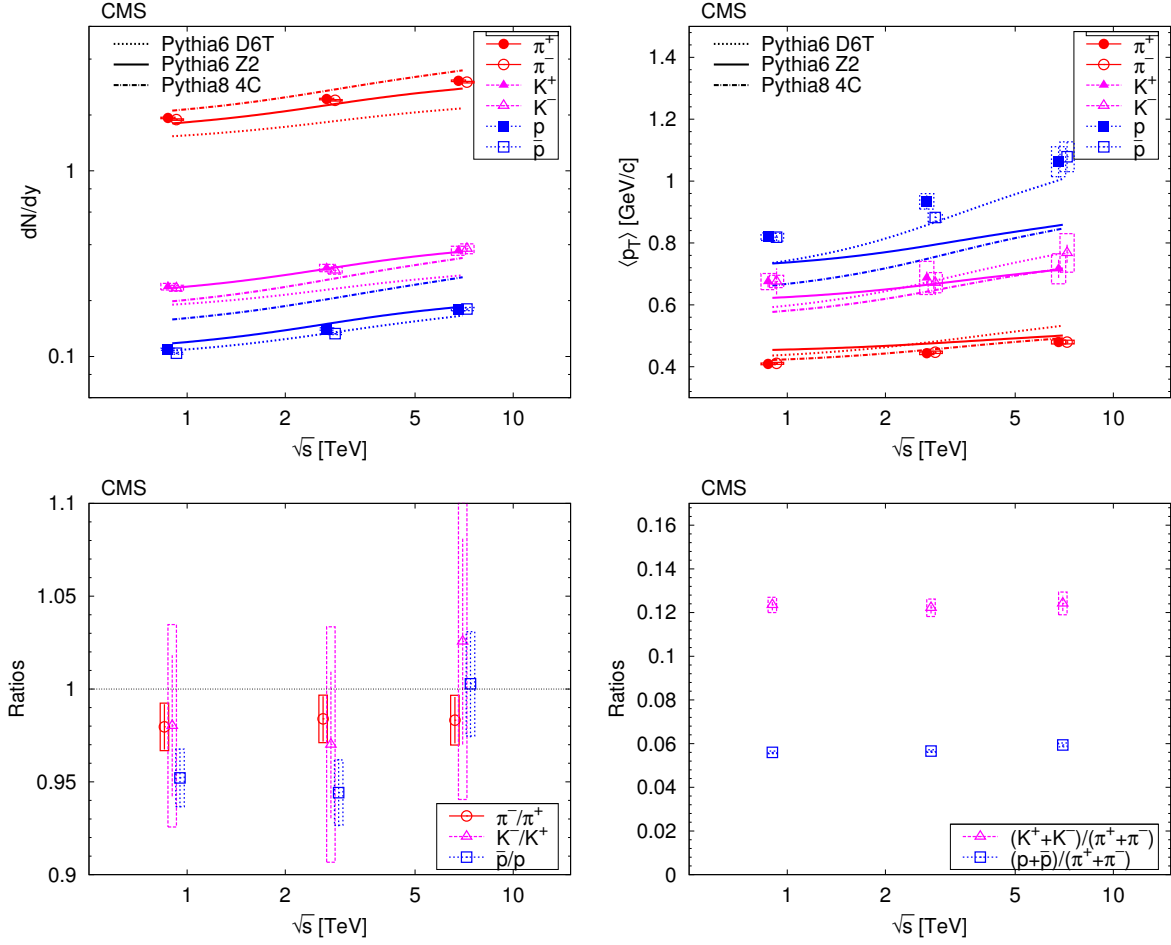 CMS
Pythia6 D6T
Pythia6 Z2
Pythia8 4C
π⁺
π⁻
K⁺
K⁻
p
p̅
1
0.1
dN/dy
1 2 5 10
√s [TeV]
CMS
Pythia6 D6T
Pythia6 Z2
Pythia8 4C
π⁺
π⁻
K⁺
K⁻
p
p̅
1.4
1.2
1
0.8
0.6
0.4
⟨p_T⟩ [GeV/c]
1 2 5 10
√s [TeV]
CMS
1.1
1.05
1
0.95
0.9
Ratios
π⁻/π⁺
K⁻/K⁺
p̅/p
1 2 5 10
√s [TeV]
CMS
0.16
0.14
0.12
0.1
0.08
0.06
0.04
0.02
0
Ratios
(K⁺+K⁻)/(π⁺+π⁻)
(p+p̅)/(π⁺+π⁻)
1 2 5 10
√s [TeV]